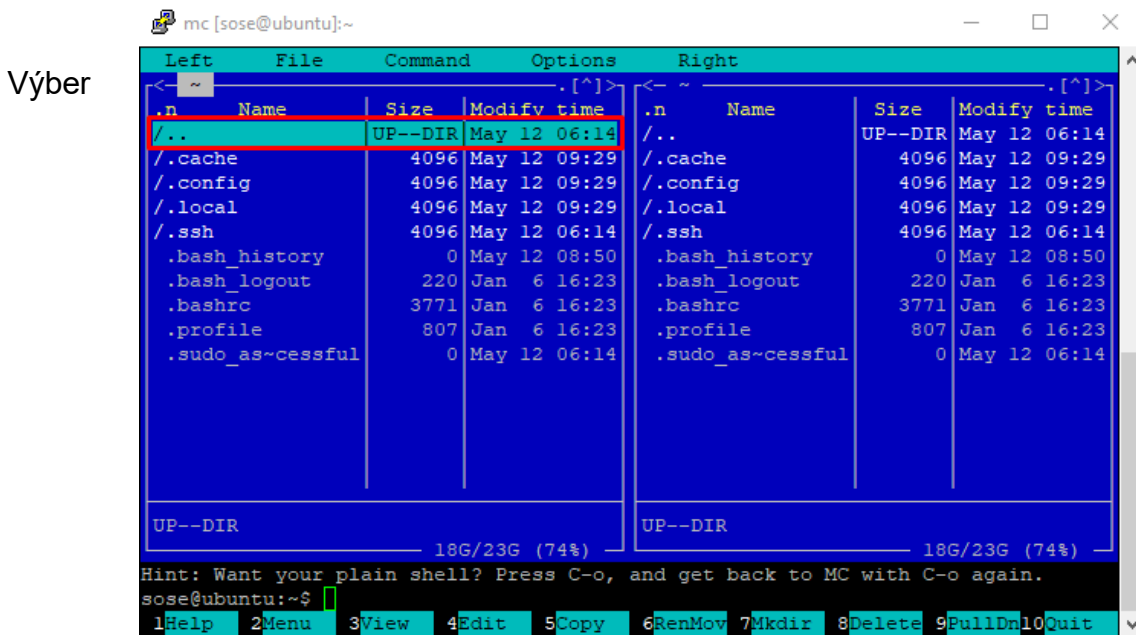 mc [sose@ubuntu]:~
Výber
Left File Command Options Right
<─ ~ .[^]> <─ ~ .[^]>
.n Name Size Modify time .n Name Size Modify time
/.. UP--DIR May 12 06:14 /.. UP--DIR May 12 06:14
/.cache 4096 May 12 09:29 /.cache 4096 May 12 09:29
/.config 4096 May 12 09:29 /.config 4096 May 12 09:29
/.local 4096 May 12 09:29 /.local 4096 May 12 09:29
/.ssh 4096 May 12 06:14 /.ssh 4096 May 12 06:14
.bash_history 0 May 12 08:50 .bash_history 0 May 12 08:50
.bash_logout 220 Jan 6 16:23 .bash_logout 220 Jan 6 16:23
.bashrc 3771 Jan 6 16:23 .bashrc 3771 Jan 6 16:23
.profile 807 Jan 6 16:23 .profile 807 Jan 6 16:23
.sudo_as~cessful 0 May 12 06:14 .sudo_as~cessful 0 May 12 06:14
UP--DIR UP--DIR
18G/23G (74%) 18G/23G (74%)
Hint: Want your plain shell? Press C-o, and get back to MC with C-o again.
sose@ubuntu:~$
1Help 2Menu 3View 4Edit 5Copy 6RenMov 7Mkdir 8Delete 9PullDn10Quit